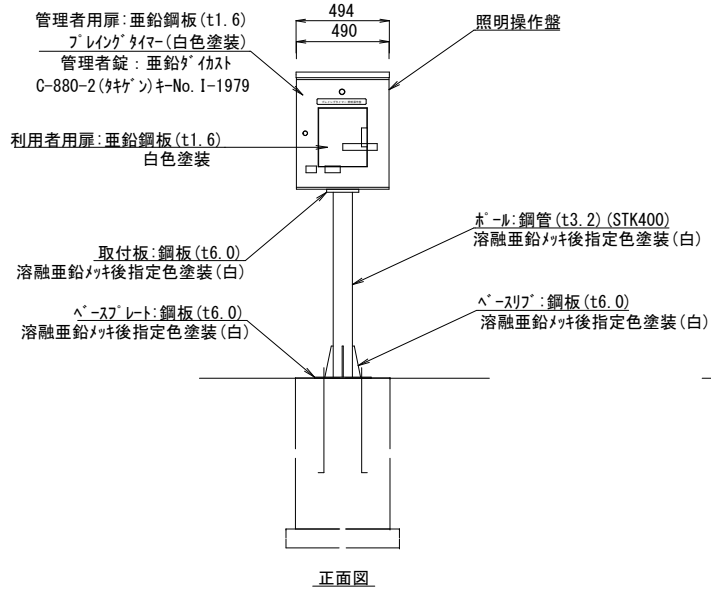 494
490
管理者用扉:亜鉛鋼板(t1.6)
ﾌﾟﾚｲﾝｸﾞﾀｲﾏｰ(白色塗装)
管理者錠：亜鉛ﾀﾞｲｶｽﾄ
C-880-2(ﾀｷｹﾞﾝ)ｷｰNo.I-1979
照明操作盤
利用者用扉:亜鉛鋼板(t1.6)
白色塗装
取付板:鋼板(t6.0)
溶融亜鉛ﾒｯｷ後指定色塗装(白)
ﾎﾟｰﾙ:鋼管(t3.2)(STK400)
溶融亜鉛ﾒｯｷ後指定色塗装(白)
ﾍﾞｰｽﾌﾟﾚｰﾄ:鋼板(t6.0)
溶融亜鉛ﾒｯｷ後指定色塗装(白)
ﾍﾞｰｽﾘﾌﾞ:鋼板(t6.0)
溶融亜鉛ﾒｯｷ後指定色塗装(白)
正面図